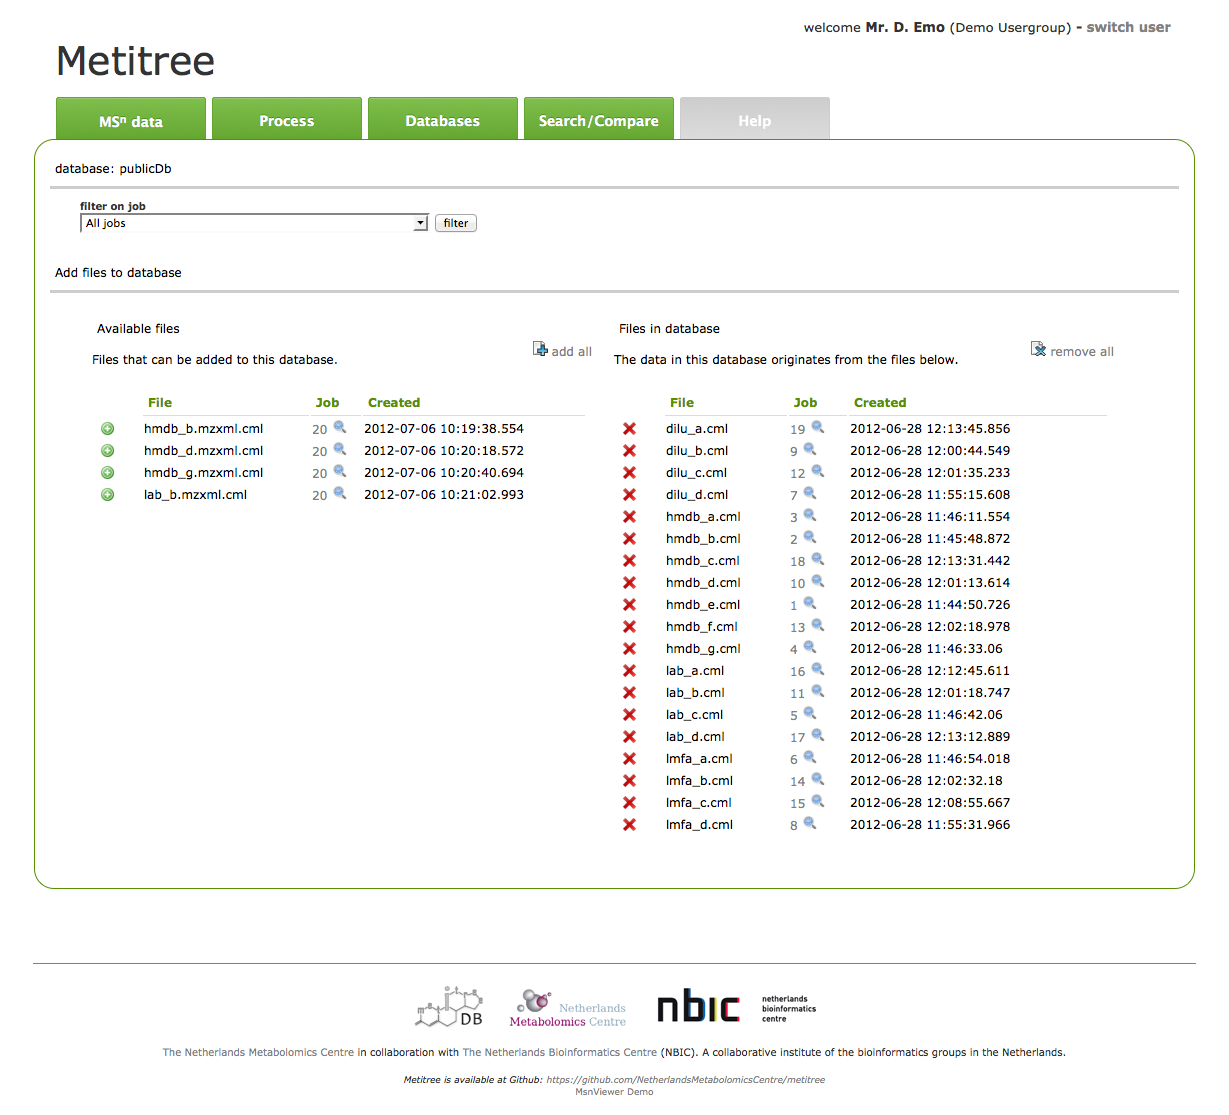 welcome Mr. D. Emo (Demo Usergroup) - switch user
Metitree
MSⁿ data
Process
Databases
Search/Compare
Help
database: publicDb
filter on job
All jobs
filter
Add files to database
Available files
add all
Files that can be added to this database.
File Job Created
hmdb_b.mzxml.cml 20 2012-07-06 10:19:38.554
hmdb_d.mzxml.cml 20 2012-07-06 10:20:18.572
hmdb_g.mzxml.cml 20 2012-07-06 10:20:40.694
lab_b.mzxml.cml 20 2012-07-06 10:21:02.993
Files in database
remove all
The data in this database originates from the files below.
File Job Created
dilu_a.cml 19 2012-06-28 12:13:45.856
dilu_b.cml 9 2012-06-28 12:00:44.549
dilu_c.cml 12 2012-06-28 12:01:35.233
dilu_d.cml 7 2012-06-28 11:55:15.608
hmdb_a.cml 3 2012-06-28 11:46:11.554
hmdb_b.cml 2 2012-06-28 11:45:48.872
hmdb_c.cml 18 2012-06-28 12:13:31.442
hmdb_d.cml 10 2012-06-28 12:01:13.614
hmdb_e.cml 1 2012-06-28 11:44:50.726
hmdb_f.cml 13 2012-06-28 12:02:18.978
hmdb_g.cml 4 2012-06-28 11:46:33.06
lab_a.cml 16 2012-06-28 12:12:45.611
lab_b.cml 11 2012-06-28 12:01:18.747
lab_c.cml 5 2012-06-28 11:46:42.06
lab_d.cml 17 2012-06-28 12:13:12.889
lmfa_a.cml 6 2012-06-28 11:46:54.018
lmfa_b.cml 14 2012-06-28 12:02:32.18
lmfa_c.cml 15 2012-06-28 12:08:55.667
lmfa_d.cml 8 2012-06-28 11:55:31.966
DB
Netherlands
Metabolomics Centre
nbic
netherlands
bioinformatics
centre
The Netherlands Metabolomics Centre in collaboration with The Netherlands Bioinformatics Centre (NBIC). A collaborative institute of the bioinformatics groups in the Netherlands.
Metitree is available at Github: https://github.com/NetherlandsMetabolomicsCentre/metitree
MsnViewer Demo